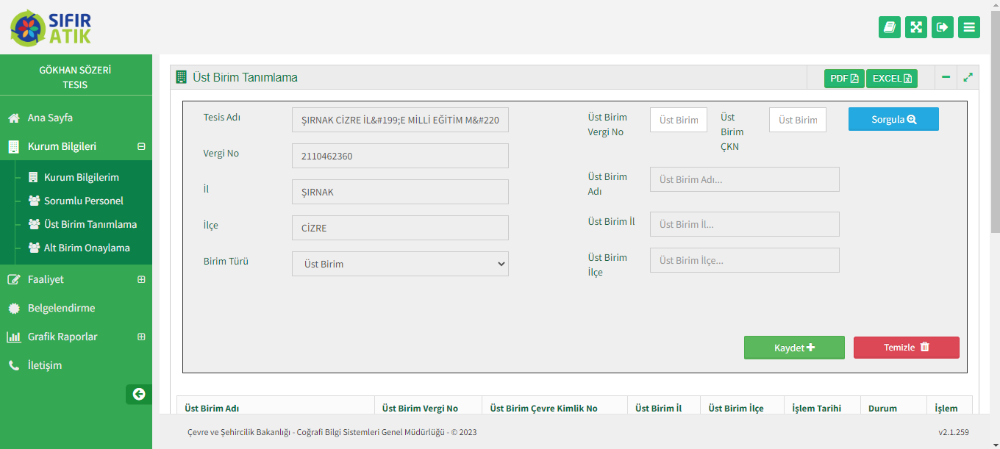 SIFIR
ATIK
GÖKHAN SÖZERİ
TESIS
Ana Sayfa
Kurum Bilgileri
Kurum Bilgilerim
Sorumlu Personel
Üst Birim Tanımlama
Alt Birim Onaylama
Faaliyet
Belgelendirme
Grafik Raporlar
İletişim
Üst Birim Tanımlama
PDF
EXCEL
Tesis Adı
ŞIRNAK CİZRE İL&#199;E MİLLİ EĞİTİM M&#220
Vergi No
2110462360
İl
ŞIRNAK
İlçe
CİZRE
Birim Türü
Üst Birim
Üst Birim
Vergi No
Üst Birim
Üst
Birim
ÇKN
Üst Birim
Sorgula
Üst Birim
Adı
Üst Birim Adı...
Üst Birim İl
Üst Birim İl...
Üst Birim
İlçe
Üst Birim İlçe...
Kaydet
Temizle
Üst Birim Adı
Üst Birim Vergi No
Üst Birim Çevre Kimlik No
Üst Birim İl
Üst Birim İlçe
İşlem Tarihi
Durum
İşlem
Çevre ve Şehircilik Bakanlığı - Coğrafi Bilgi Sistemleri Genel Müdürlüğü - © 2023
v2.1.259